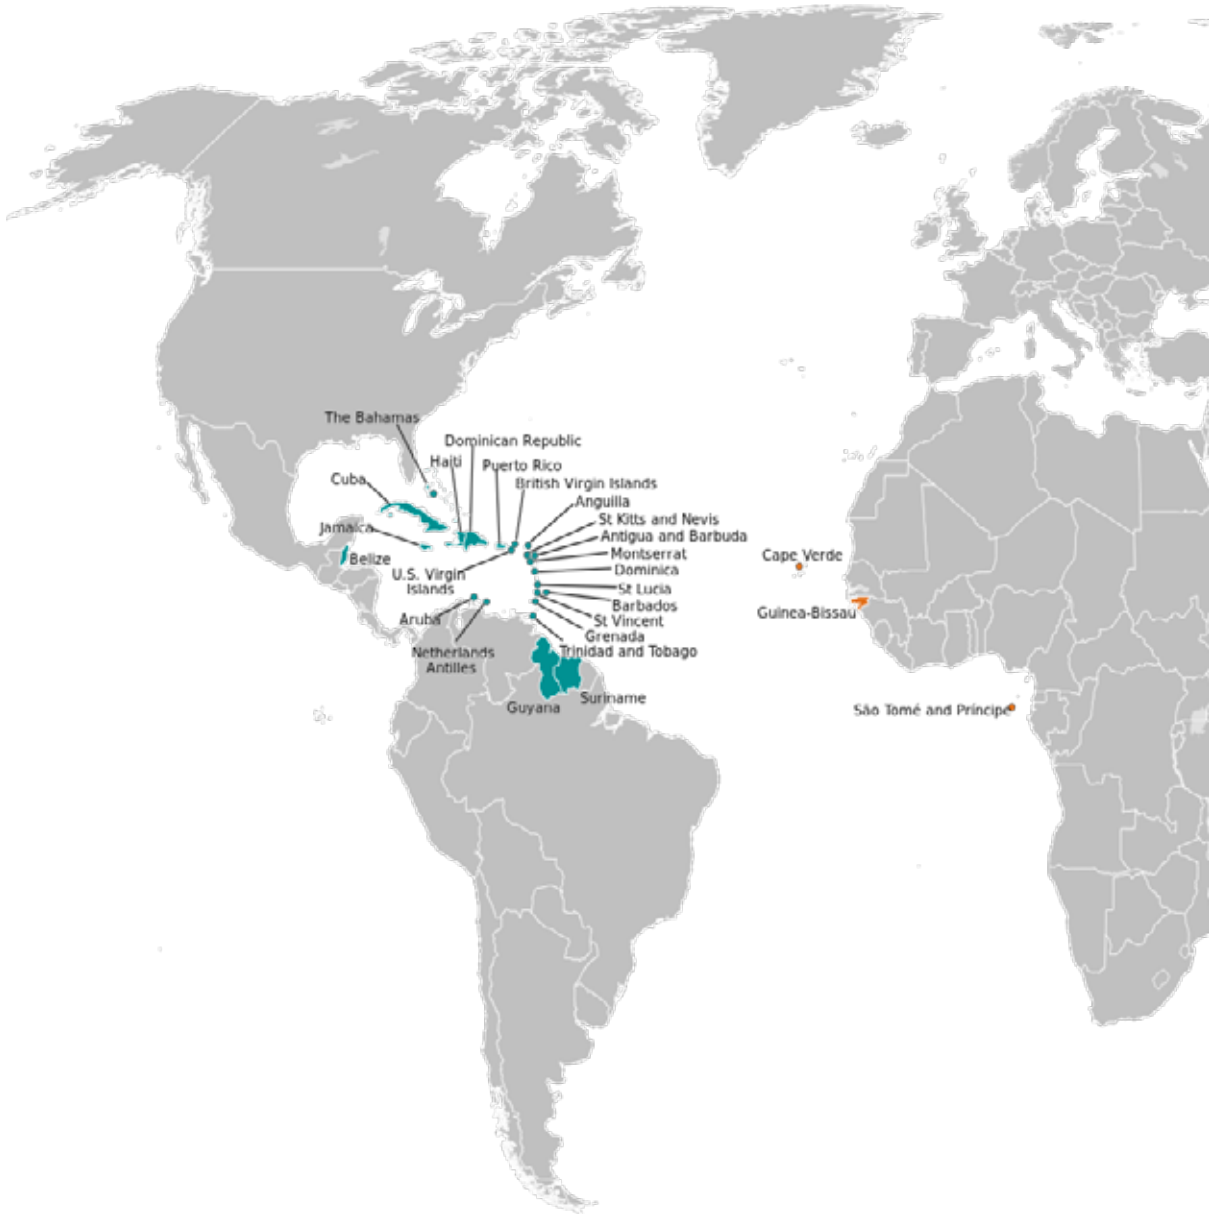 The Bahamas
Dominican Republic
Haiti
Puerto Rico
Cuba
British Virgin Islands
Anguilla
St Kitts and Nevis
Jamaica
Antigua and Barbuda
Montserrat
Cape Verde
Belize
Dominica
U.S. Virgin
Islands
St Lucia
Barbados
Guinea-Bissau
Aruba
St Vincent
Grenada
Netherlands
Antilles
Trinidad and Tobago
Suriname
Guyana
São Tomé and Príncipe